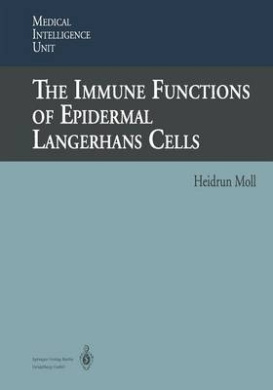 MEDICAL
INTELLIGENCE
UNIT
THE IMMUNE FUNCTIONS
OF EPIDERMAL
LANGERHANS CELLS
Heidrun Moll
Springer-Verlag Berlin
Heidelberg GmbH